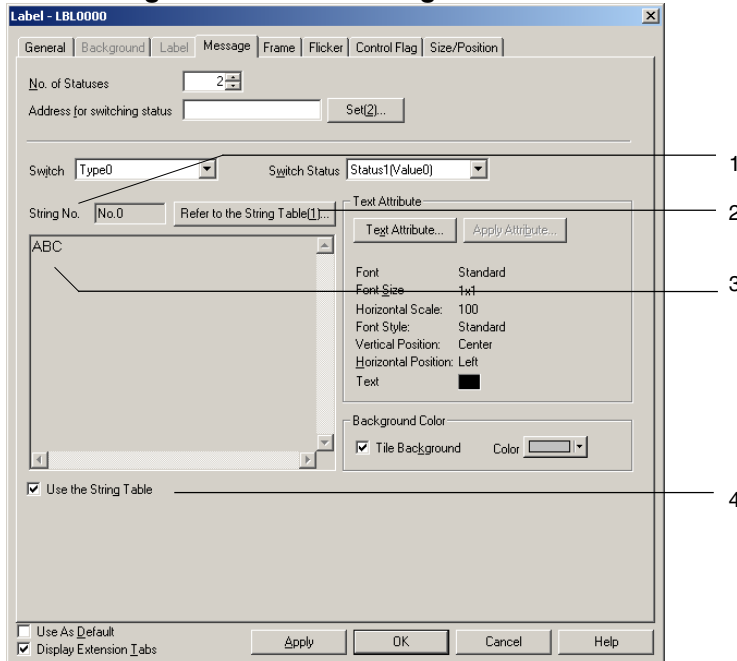 Label - LBL0000
General Background Label Message Frame Flicker Control Flag Size/Position
No. of Statuses 2
Address for switching status Set(2)...
Switch Type0 Switch Status Status1(Value0)
1
String No. No.0 Refer to the String Table(1)... Text Attribute
2
ABC
Text Attribute... Apply Attribute...
Font Standard
3
Font Size 1x1
Horizontal Scale: 100
Font Style: Standard
Vertical Position: Center
Horizontal Position: Left
Text
Background Color
Tile Background Color
Use the String Table
4
Use As Default
Display Extension Tabs
Apply OK Cancel Help